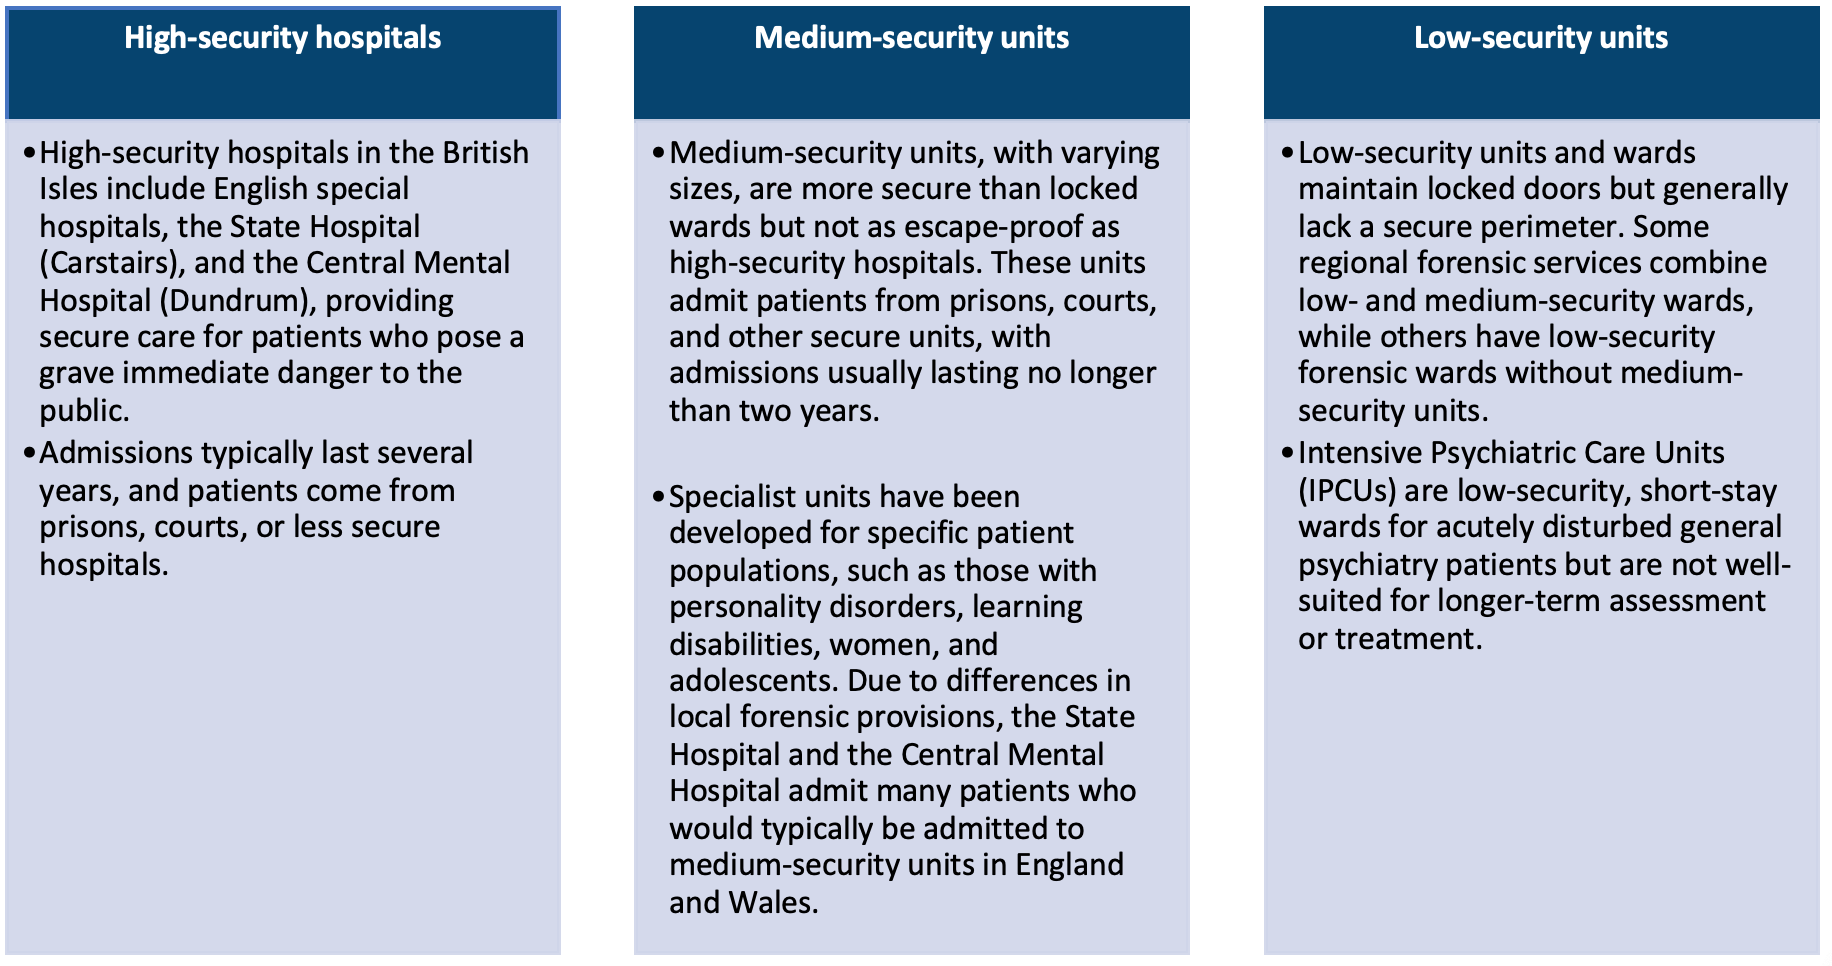 High-security hospitals
•High-security hospitals in the British
Isles include English special
hospitals, the State Hospital
(Carstairs), and the Central Mental
Hospital (Dundrum), providing
secure care for patients who pose a
grave immediate danger to the
public.
•Admissions typically last several
years, and patients come from
prisons, courts, or less secure
hospitals.
Medium-security units
•Medium-security units, with varying
sizes, are more secure than locked
wards but not as escape-proof as
high-security hospitals. These units
admit patients from prisons, courts,
and other secure units, with
admissions usually lasting no longer
than two years.
•Specialist units have been
developed for specific patient
populations, such as those with
personality disorders, learning
disabilities, women, and
adolescents. Due to differences in
local forensic provisions, the State
Hospital and the Central Mental
Hospital admit many patients who
would typically be admitted to
medium-security units in England
and Wales.
Low-security units
•Low-security units and wards
maintain locked doors but generally
lack a secure perimeter. Some
regional forensic services combine
low- and medium-security wards,
while others have low-security
forensic wards without medium-
security units.
•Intensive Psychiatric Care Units
(IPCUs) are low-security, short-stay
wards for acutely disturbed general
psychiatry patients but are not well-
suited for longer-term assessment
or treatment.